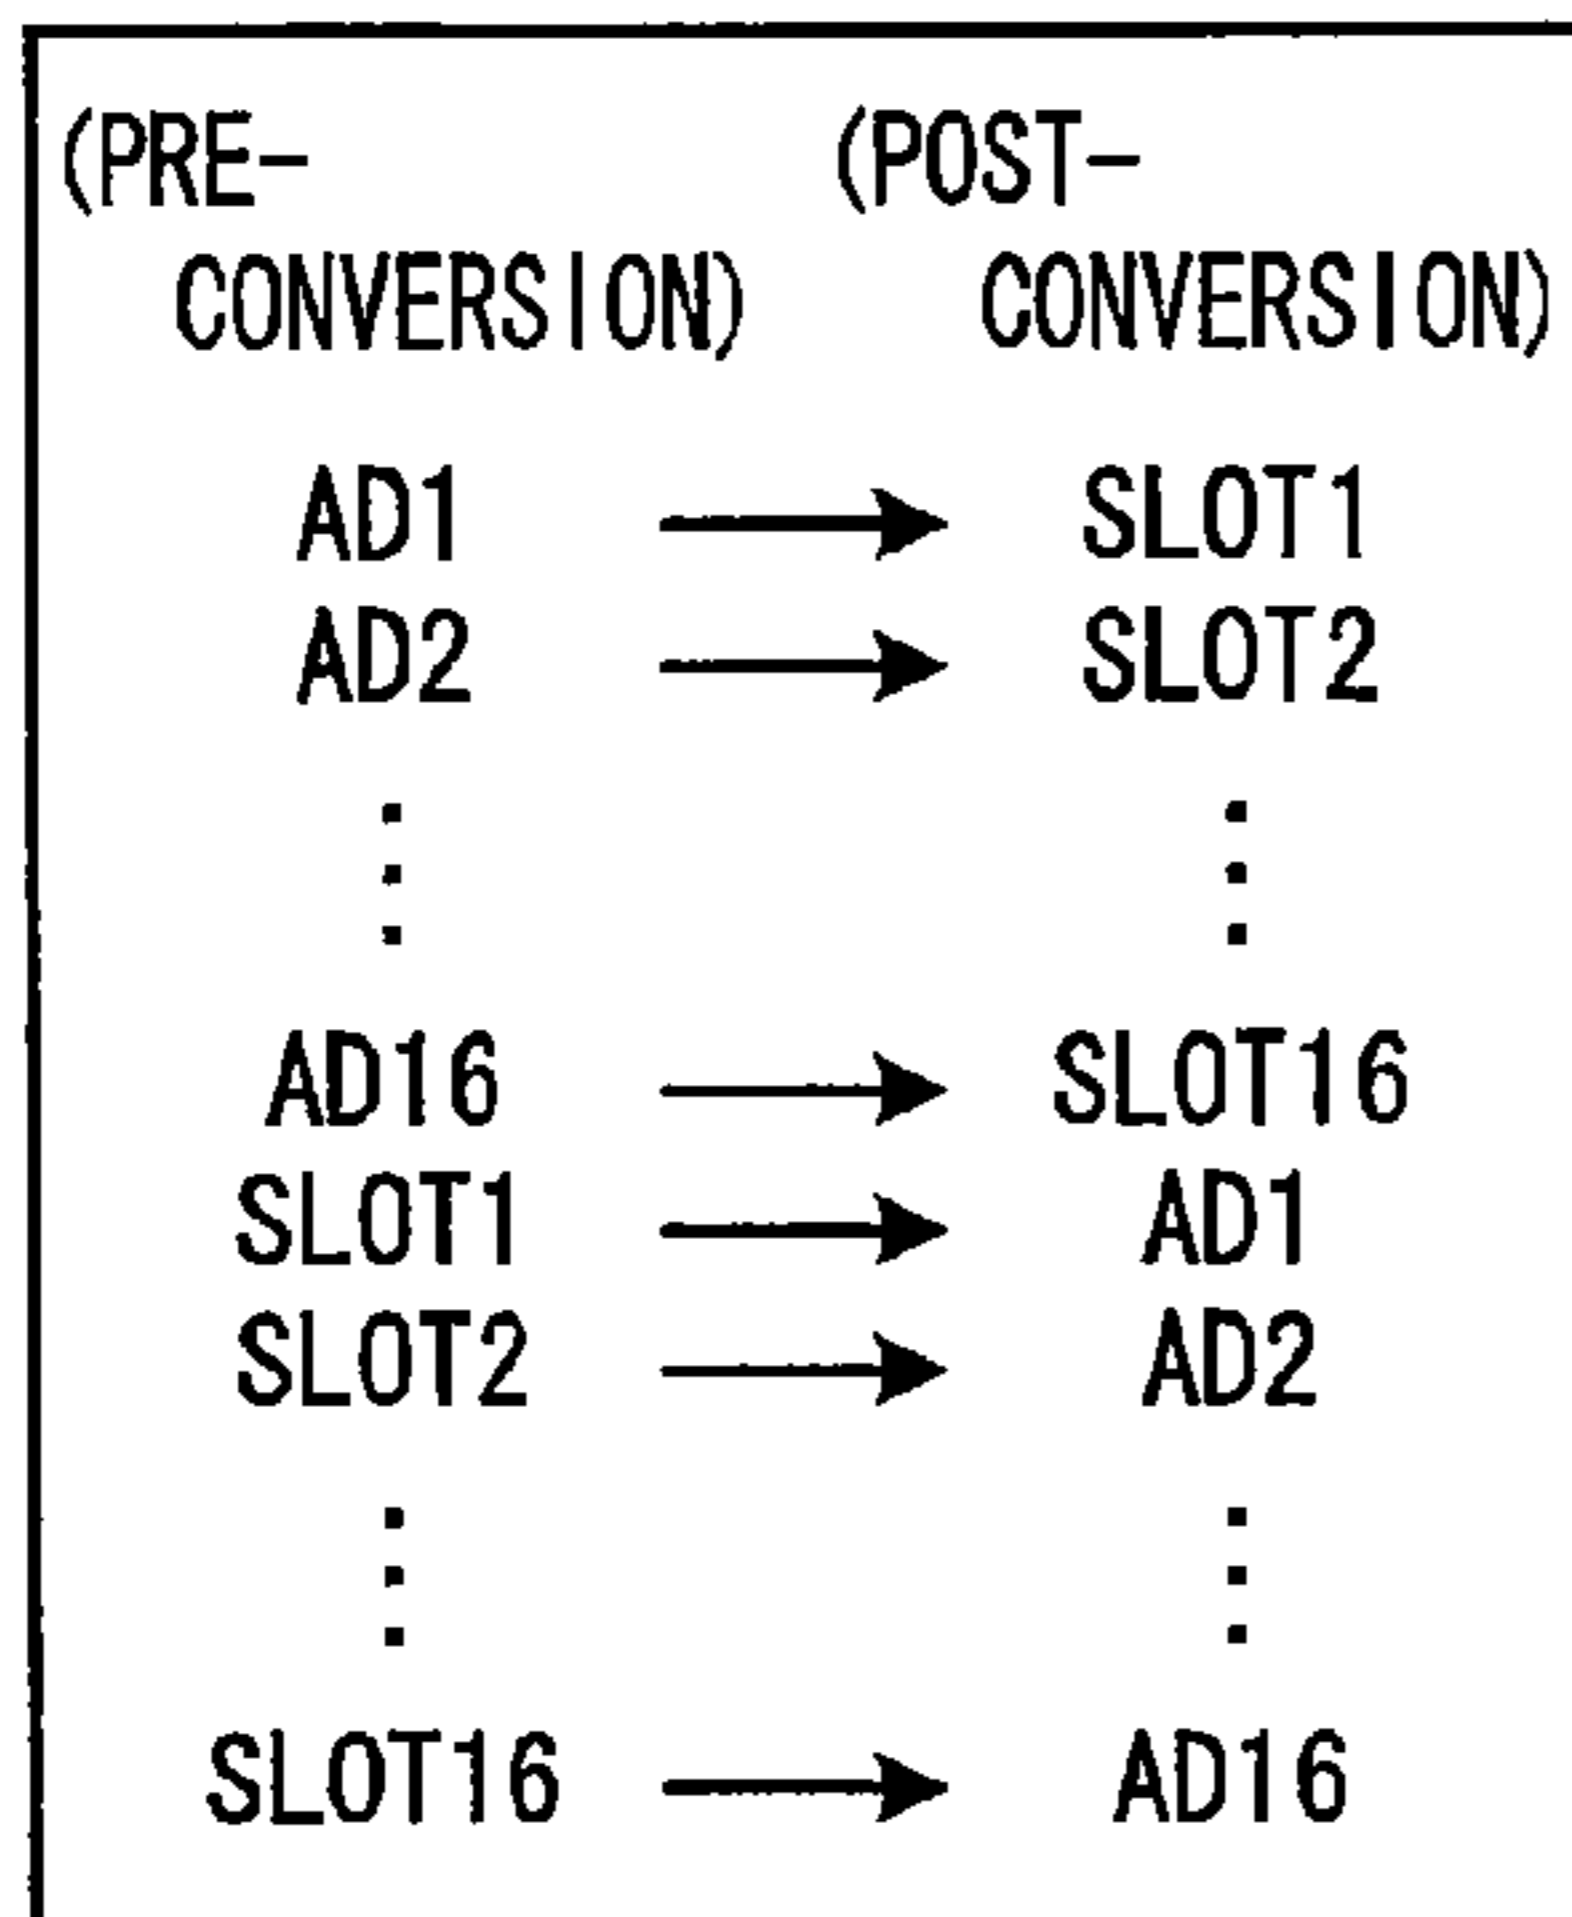 (PRE- (POST-
CONVERSION) CONVERSION)
AD1 → SLOT1
AD2 → SLOT2
⋮ ⋮
AD16 → SLOT16
SLOT1 → AD1
SLOT2 → AD2
⋮ ⋮
SLOT16 → AD16